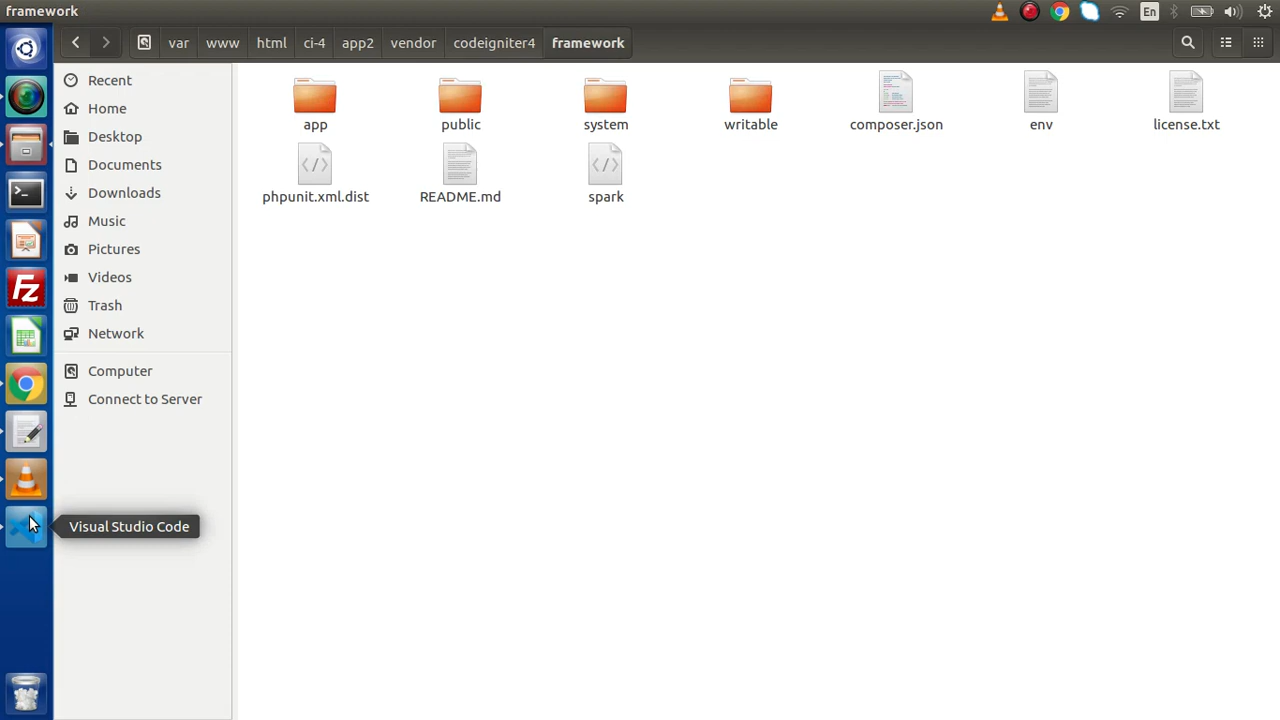 framework
En
var www html ci-4 app2 vendor codeigniter4 framework
Recent
Home
Desktop
Documents
Downloads
Music
Pictures
Videos
Trash
Network
Computer
Connect to Server
app public system writable composer.json env license.txt
phpunit.xml.dist README.md spark
Fz
Visual Studio Code